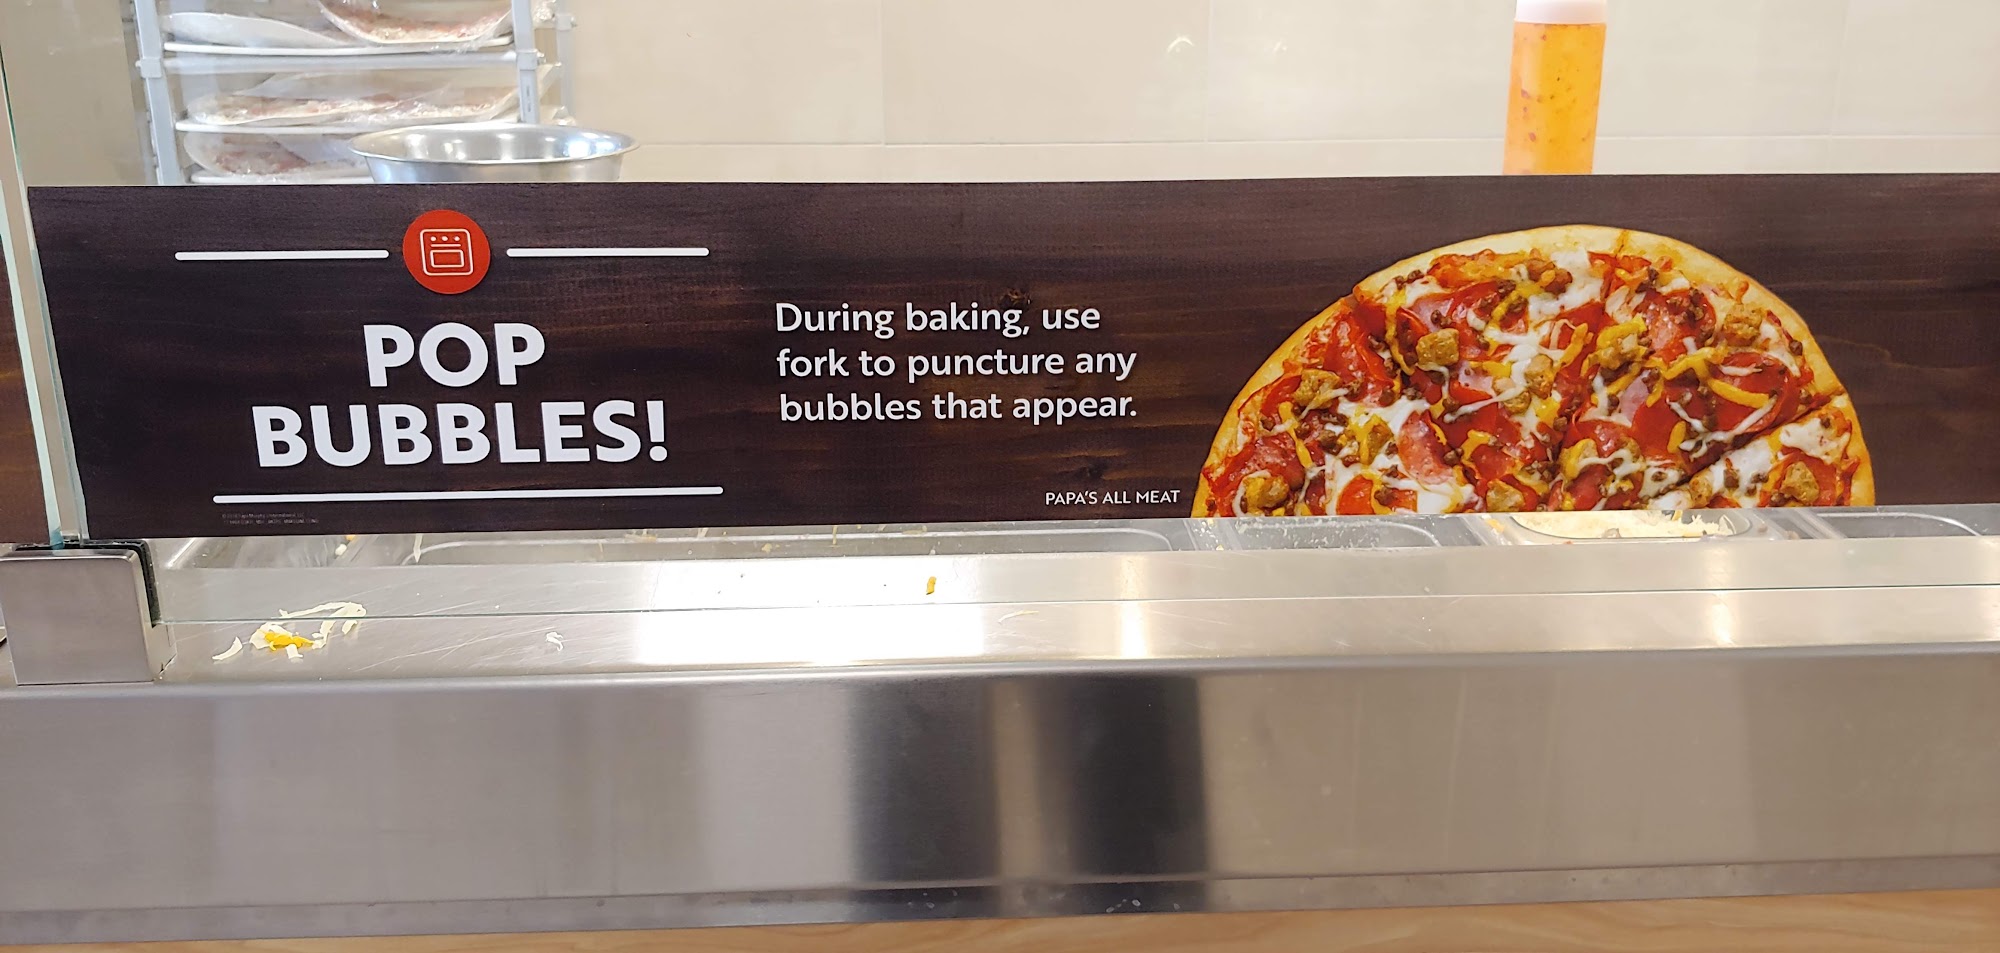 POP
BUBBLES!
During baking, use
fork to puncture any
bubbles that appear.
PAPA'S ALL MEAT